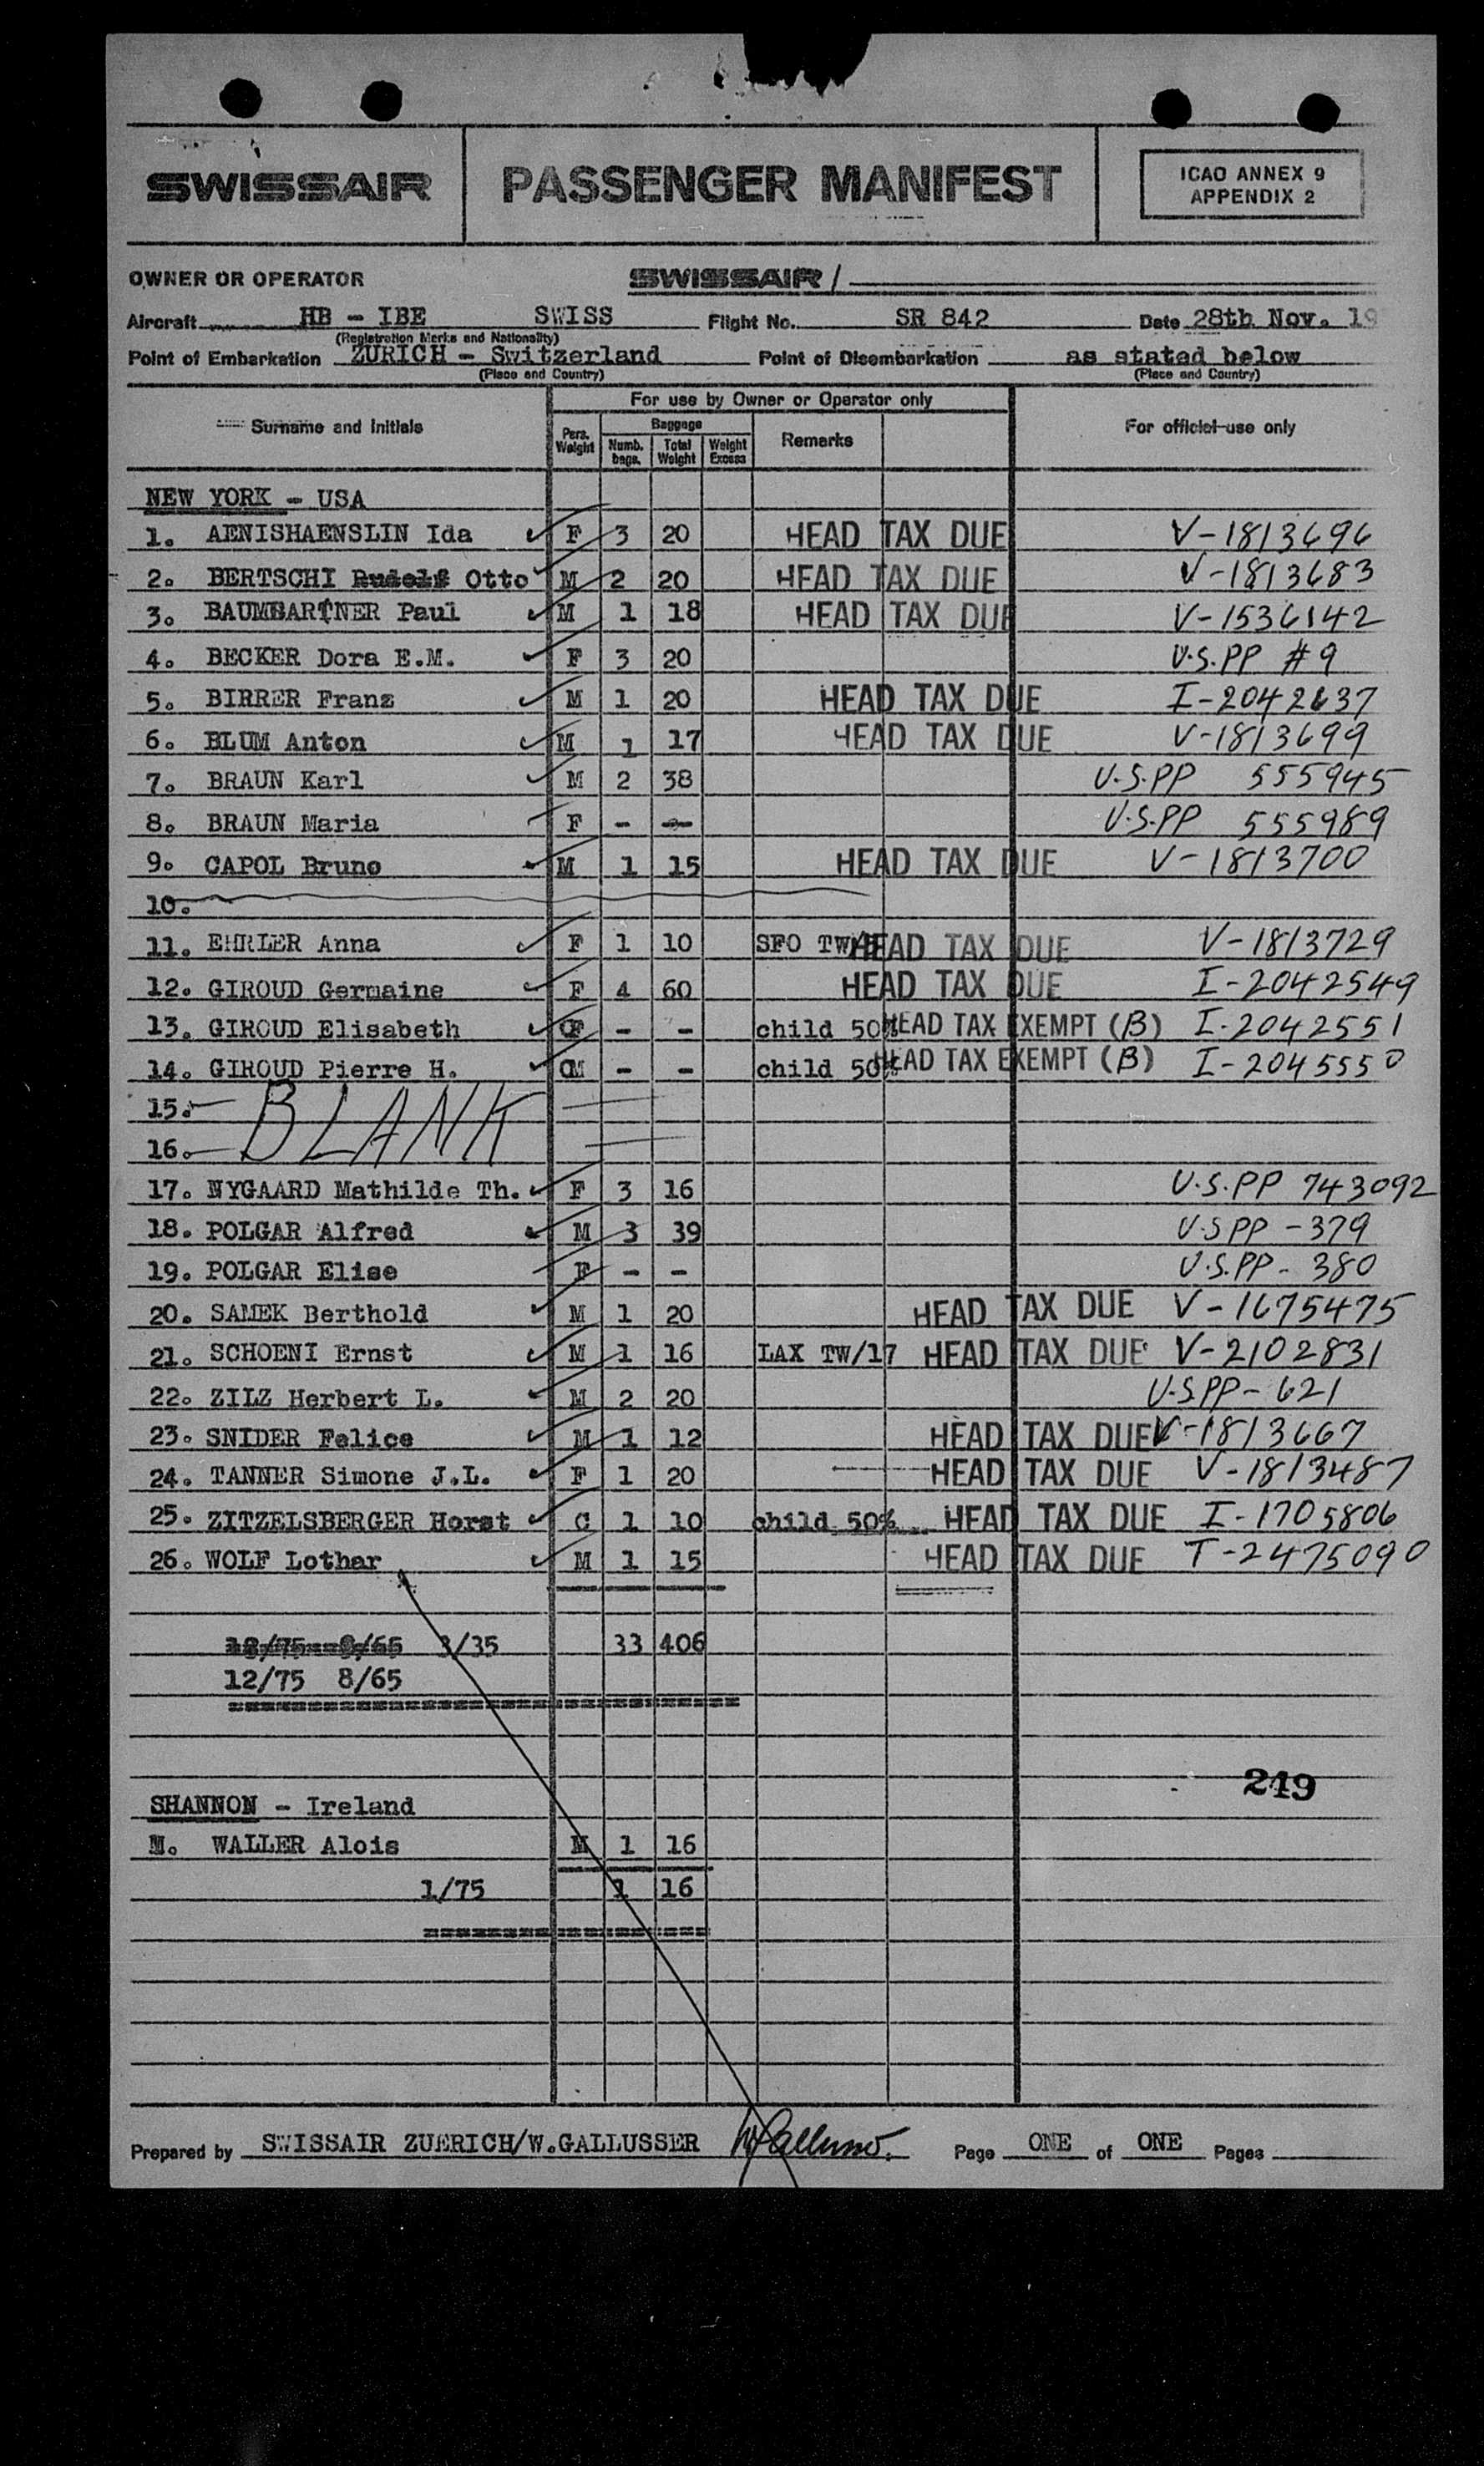 SWISSAIR PASSENGER MANIFEST ICAO ANNEX 9
APPENDIX 2
OWNER OR OPERATOR SWISSAIR /
Aircraft HB - IBE SWISS Flight No. SR 842 Date 28th Nov. 19
(Registration Marks and Nationality)
Point of Embarkation ZURICH - Switzerland Point of Disembarkation as stated below
(Place and Country) (Place and Country)
For use by Owner or Operator only
Surname and Initials Pers. Weight Baggage Remarks For official use only
Numb. bags. Total Weight Weight Excess
NEW YORK - USA
1. AENISHAENSLIN Ida F 3 20 HEAD TAX DUE V-1813696
2. BERTSCHI Rudolf Otto M 2 20 HEAD TAX DUE V-1813683
3. BAUMGARTNER Paul M 1 18 HEAD TAX DUE V-1536142
4. BECKER Dora E.M. F 3 20 U.S.PP #9
5. BIRRER Franz M 1 20 HEAD TAX DUE I-2042637
6. BLUM Anton M 1 17 HEAD TAX DUE V-1813699
7. BRAUN Karl M 2 38 U.S.PP 555945
8. BRAUN Maria F - - U.S.PP 555989
9. CAPOL Bruno M 1 15 HEAD TAX DUE V-1813700
10.
11. EHRLER Anna F 1 10 SFO TW/ HEAD TAX DUE V-1813729
12. GIROUD Germaine F 4 60 HEAD TAX DUE I-2042549
13. GIROUD Elisabeth CF - - child 50% HEAD TAX EXEMPT (B) I-2042551
14. GIROUD Pierre H. CM - - child 50% HEAD TAX EXEMPT (B) I-2045550
15. BLANK
16.
17. NYGAARD Mathilde Th. F 3 16 U.S.PP 743092
18. POLGAR Alfred M 3 39 U.S PP -379
19. POLGAR Elise F - - U.S.PP- 380
20. SAMEK Berthold M 1 20 HEAD TAX DUE V-1675475
21. SCHOENI Ernst M 1 16 LAX TW/17 HEAD TAX DUE V-2102831
22. ZILZ Herbert L. M 2 20 U.S.PP-621
23. SNIDER Felice M 1 12 HEAD TAX DUE V-1813667
24. TANNER Simone J.L. F 1 20 HEAD TAX DUE V-1813487
25. ZITZELSBERGER Horst C 1 10 child 50% HEAD TAX DUE I-1705806
26. WOLF Lothar M 1 15 HEAD TAX DUE T-2475090
3/35 33 406
12/75 8/65
249
SHANNON - Ireland
M. WALLER Alois M 1 16
1/75 1 16
Prepared by SWISSAIR ZUERICH/W.GALLUSSER Page ONE of ONE Pages